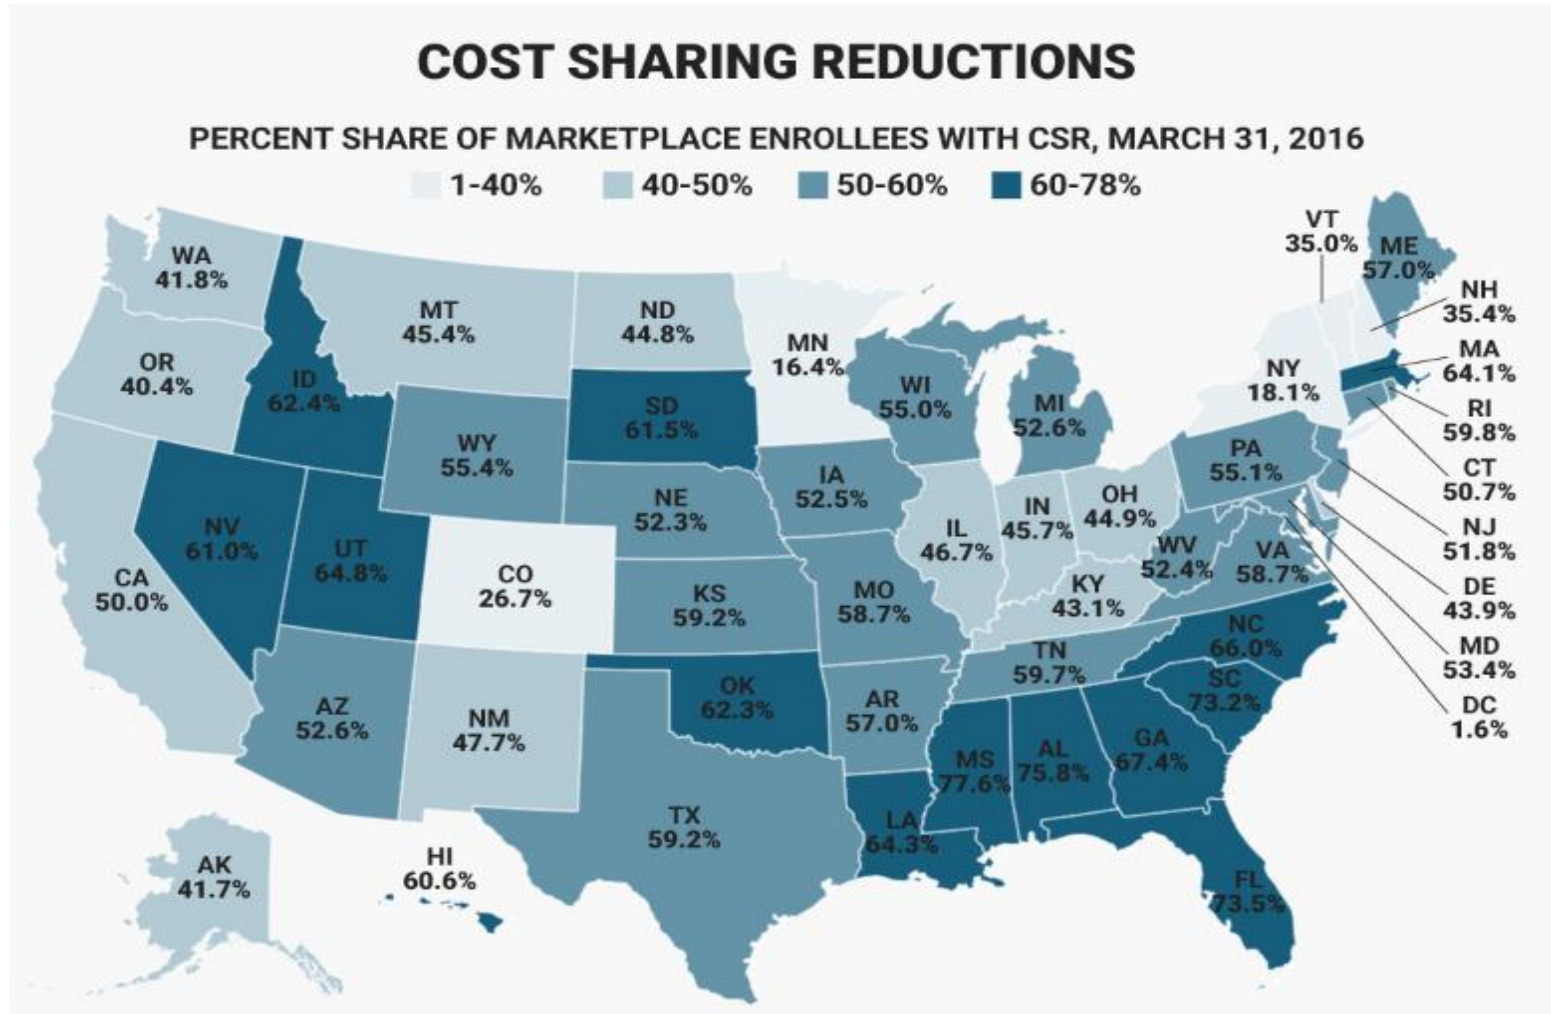 COST SHARING REDUCTIONS
PERCENT SHARE OF MARKETPLACE ENROLLEES WITH CSR, MARCH 31, 2016
1-40% 40-50% 50-60% 60-78%
WA
41.8%
OR
40.4%
CA
50.0%
ID
62.4%
NV
61.0%
MT
45.4%
WY
55.4%
UT
64.8%
AZ
52.6%
CO
26.7%
NM
47.7%
ND
44.8%
SD
61.5%
NE
52.3%
KS
59.2%
OK
62.3%
TX
59.2%
MN
16.4%
IA
52.5%
MO
58.7%
AR
57.0%
LA
64.3%
WI
55.0%
IL
46.7%
MI
52.6%
IN
45.7%
OH
44.9%
KY
43.1%
TN
59.7%
MS
77.6%
AL
75.8%
GA
67.4%
FL
73.5%
SC
73.2%
NC
66.0%
VA
58.7%
WV
52.4%
PA
55.1%
NY
18.1%
VT
35.0%
ME
57.0%
NH
35.4%
MA
64.1%
RI
59.8%
CT
50.7%
NJ
51.8%
DE
43.9%
MD
53.4%
DC
1.6%
AK
41.7%
HI
60.6%